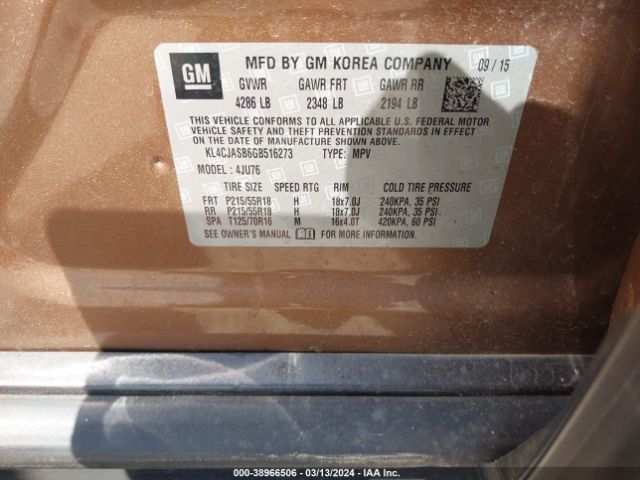 GM
MFD BY GM KOREA COMPANY 09 / 15
GVWR GAWR FRT GAWR RR
4286 LB 2348 LB 2194 LB
THIS VEHICLE CONFORMS TO ALL APPLICABLE U.S. FEDERAL MOTOR
VEHICLE SAFETY, BUMPER, AND THEFT PREVENTION STANDARDS IN
EFFECT ON THE DATE OF MANUFACTURE SHOWN ABOVE.
KL4CJASB6GB516273 TYPE: MPV
MODEL : 4JU76
TIRE SIZE SPEED RTG RIM COLD TIRE PRESSURE
FRT P215/55R18 H 18x7.0J 240KPA, 35 PSI
RR P215/55R18 H 18x7.0J 240KPA, 35 PSI
SPA T125/70R16 M 16x4.0T 420KPA, 60 PSI
SEE OWNER'S MANUAL FOR MORE INFORMATION.
000-38966506 - 03/13/2024 - IAA Inc.